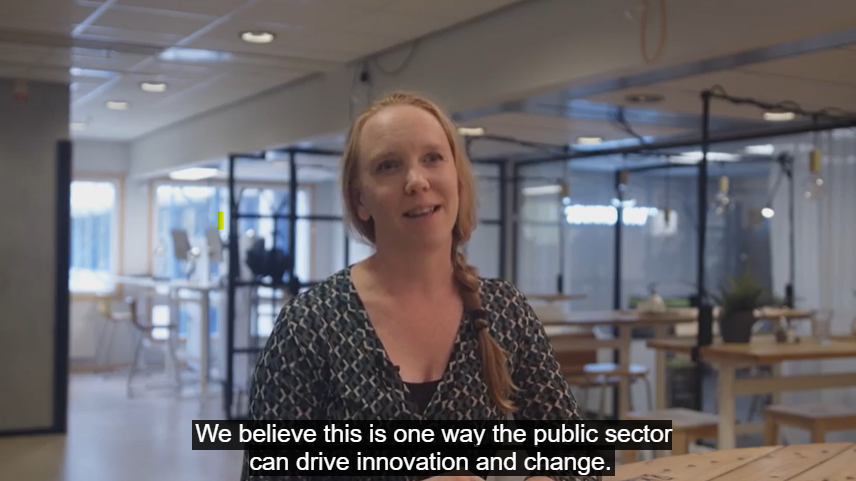 We believe this is one way the public sector
can drive innovation and change.